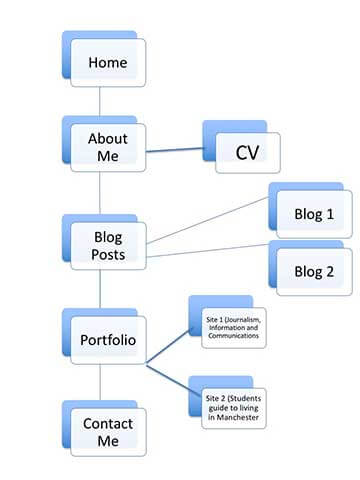 Home
About
Me
CV
Blog
Posts
Blog 1
Blog 2
Portfolio
Site 1 (Journalism,
Information and
Communications
Site 2 (Students
guide to living
in Manchester
Contact
Me